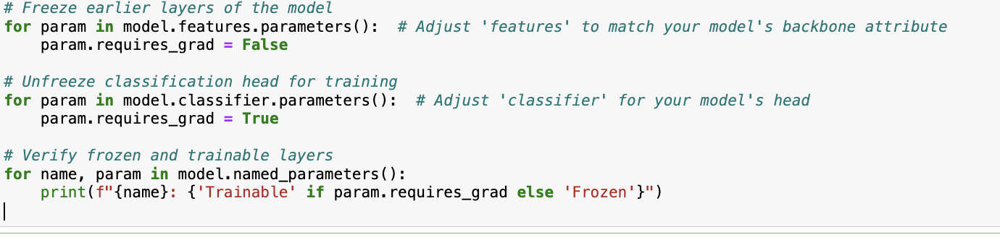 # Freeze earlier layers of the model
for param in model.features.parameters():  # Adjust 'features' to match your model's backbone attribute
    param.requires_grad = False

# Unfreeze classification head for training
for param in model.classifier.parameters():  # Adjust 'classifier' for your model's head
    param.requires_grad = True

# Verify frozen and trainable layers
for name, param in model.named_parameters():
    print(f"{name}: {'Trainable' if param.requires_grad else 'Frozen'}")